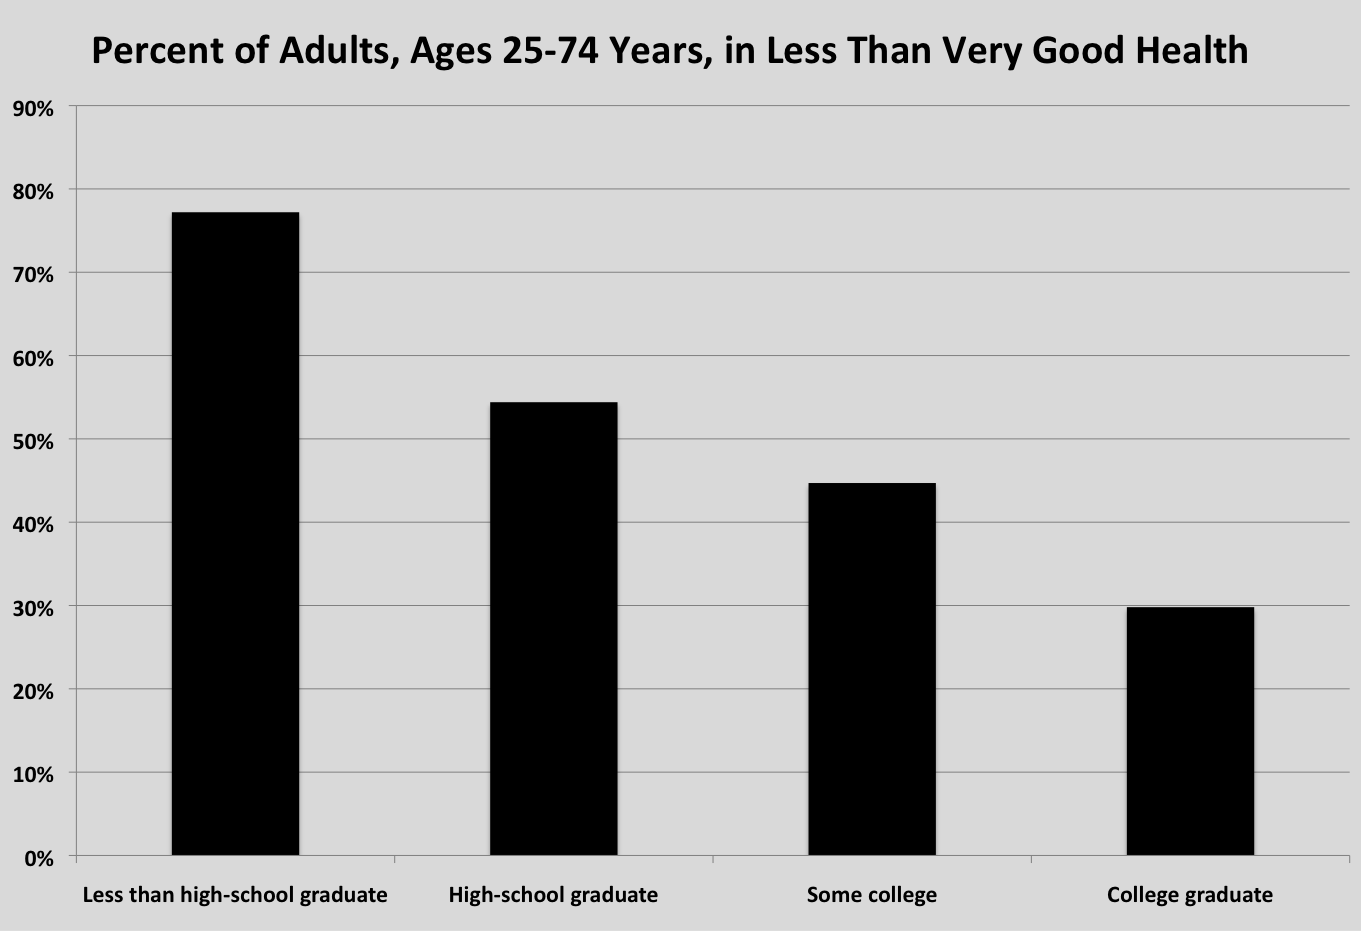 Percent of Adults, Ages 25-74 Years, in Less Than Very Good Health
90%
80%
70%
60%
50%
40%
30%
20%
10%
0%
Less than high-school graduate
High-school graduate
Some college
College graduate